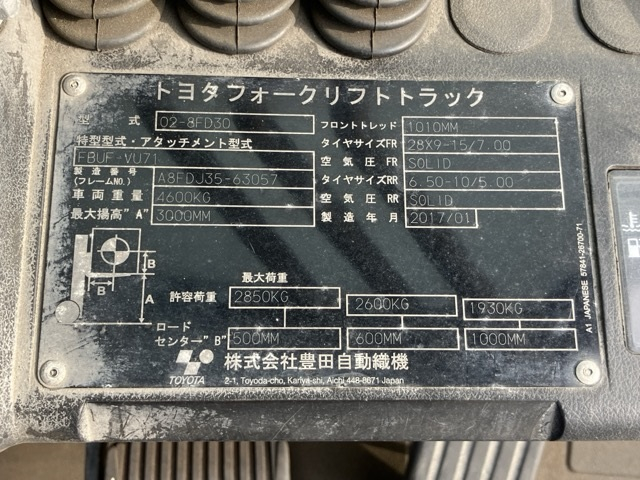 トヨタフォークリフトトラック
型式 02-8FD30
特型型式・アタッチメント型式
FBUF-VU71
製造番号 (フレームNO.) A8FDJ35-63057
車両重量 4600KG
最大揚高"A" 3000MM
フロントトレッド 1010MM
タイヤサイズFR 28X9-15/7.00
空気圧FR SOLID
タイヤサイズRR 6.50-10/5.00
空気圧RR SOLID
製造年月 2017/01
B
B
A
最大荷重
許容荷重 2850KG 2600KG 1930KG
ロード
センター"B" 500MM 600MM 1000MM
TOYOTA
株式会社豊田自動織機
2-1, Toyoda-cho, Kariya-shi, Aichi 448-8671 Japan
A1 JAPANESE 57841-26700-71